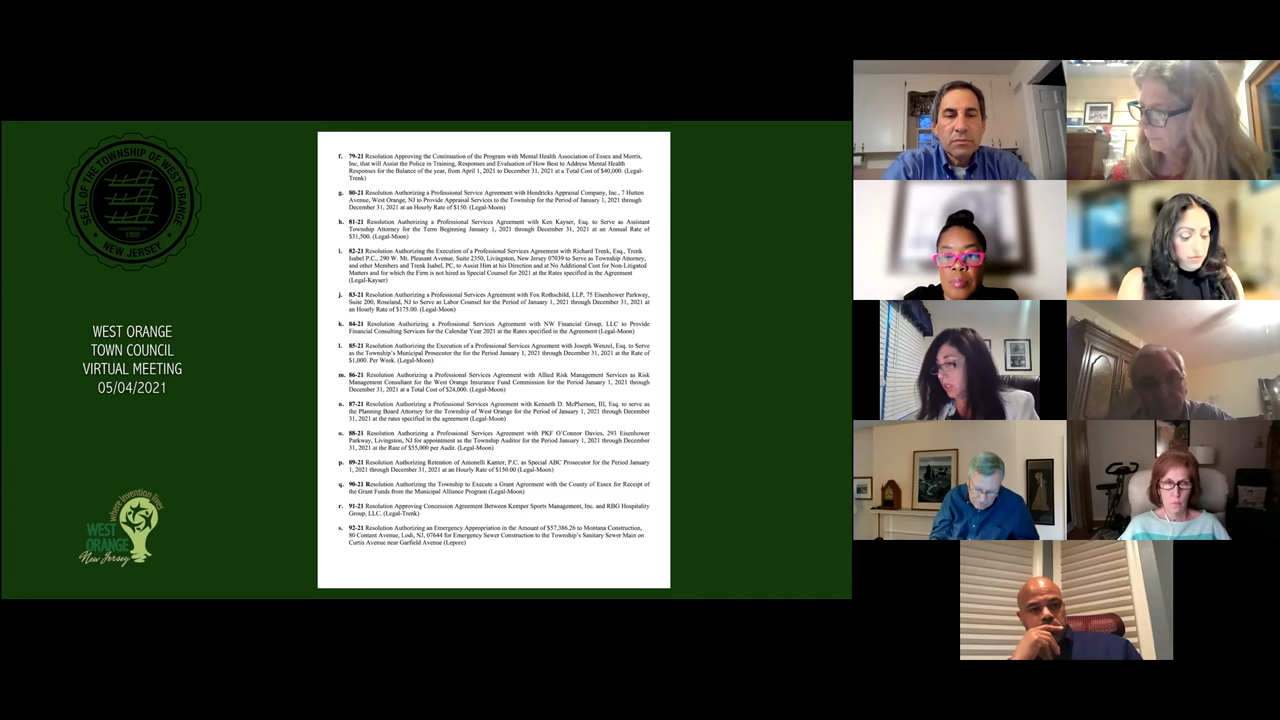 SEAL OF THE TOWNSHIP OF WEST ORANGE
NEW JERSEY
WEST ORANGE
TOWN COUNCIL
VIRTUAL MEETING
05/04/2021
where invention lives
WEST
ORANGE
New Jersey
f. 79-21 Resolution Approving the Continuation of the Program with Mental Health Association of Essex and Morris,
Inc, that will Assist the Police in Training, Responses and Evaluation of How Best to Address Mental Health
Responses for the Balance of the year, from April 1, 2021 to December 31, 2021 at a Total Cost of $40,000. (Legal-
Trenk)
g. 80-21 Resolution Authorizing a Professional Service Agreement with Hendricks Appraisal Company, Inc., 7 Hutton
Avenue, West Orange, NJ to Provide Appraisal Services to the Township for the Period of January 1, 2021 through
December 31, 2021 at an Hourly Rate of $150. (Legal-Moon)
h. 81-21 Resolution Authorizing a Professional Services Agreement with Ken Kayser, Esq. to Serve as Assistant
Township Attorney for the Term Beginning January 1, 2021 through December 31, 2021 at an Annual Rate of
$31,500. (Legal-Moon)
i. 82-21 Resolution Authorizing the Execution of a Professional Services Agreement with Richard Trenk, Esq., Trenk
Isabel P.C., 290 W. Mt. Pleasant Avenue, Suite 2350, Livingston, New Jersey 07039 to Serve as Township Attorney,
and other Members and Trenk Isabel, PC, to Assist Him at his Direction and at No Additional Cost for Non-Litigated
Matters and for which the Firm is not hired as Special Counsel for 2021 at the Rates specified in the Agreement
(Legal-Kayser)
j. 83-21 Resolution Authorizing a Professional Services Agreement with Fox Rothschild, LLP, 75 Eisenhower Parkway,
Suite 200, Roseland, NJ to Serve as Labor Counsel for the Period of January 1, 2021 through December 31, 2021 at
an Hourly Rate of $175.00. (Legal-Moon)
k. 84-21 Resolution Authorizing a Professional Services Agreement with NW Financial Group, LLC to Provide
Financial Consulting Services for the Calendar Year 2021 at the Rates specified in the Agreement (Legal-Moon)
l. 85-21 Resolution Authorizing the Execution of a Professional Services Agreement with Joseph Wenzel, Esq. to Serve
as the Township's Municipal Prosecutor the for the Period January 1, 2021 through December 31, 2021 at the Rate of
$1,000. Per Week. (Legal-Moon)
m. 86-21 Resolution Authorizing a Professional Services Agreement with Allied Risk Management Services as Risk
Management Consultant for the West Orange Insurance Fund Commission for the Period January 1, 2021 through
December 31, 2021 at a Total Cost of $24,000. (Legal-Moon)
n. 87-21 Resolution Authorizing a Professional Services Agreement with Kenneth D. McPherson, III, Esq. to serve as
the Planning Board Attorney for the Township of West Orange for the Period of January 1, 2021 through December
31, 2021 at the rates specified in the agreement (Legal-Moon)
o. 88-21 Resolution Authorizing a Professional Services Agreement with PKF O'Connor Davies, 293 Eisenhower
Parkway, Livingston, NJ for appointment as the Township Auditor for the Period January 1, 2021 through December
31, 2021 at the Rate of $55,000 per Audit. (Legal-Moon)
p. 89-21 Resolution Authorizing Retention of Antonelli Kantor, P.C. as Special ABC Prosecutor for the Period January
1, 2021 through December 31, 2021 at an Hourly Rate of $150.00 (Legal-Moon)
q. 90-21 Resolution Authorizing the Township to Execute a Grant Agreement with the County of Essex for Receipt of
the Grant Funds from the Municipal Alliance Program (Legal-Moon)
r. 91-21 Resolution Approving Concession Agreement Between Kemper Sports Management, Inc. and RBG Hospitality
Group, LLC. (Legal-Trenk)
s. 92-21 Resolution Authorizing an Emergency Appropriation in the Amount of $57,386.26 to Montana Construction,
80 Contant Avenue, Lodi, NJ, 07644 for Emergency Sewer Construction to the Township's Sanitary Sewer Main on
Curtis Avenue near Garfield Avenue (Lepore)